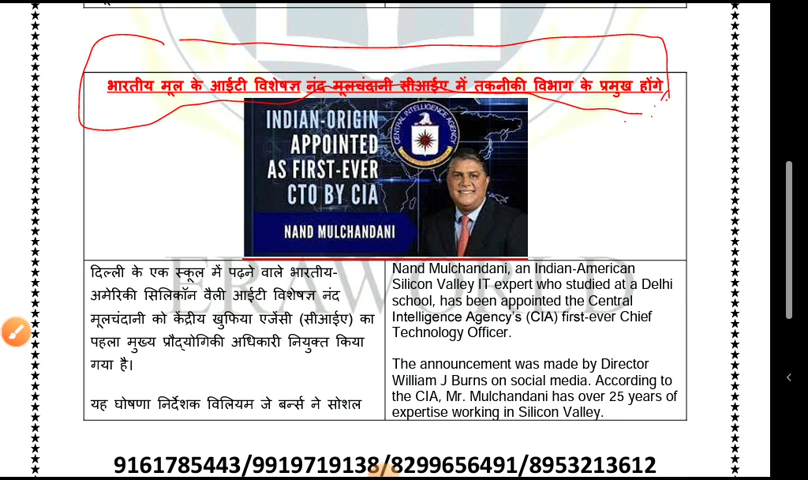 भारतीय मूल के आईटी विशेषज्ञ नंद मूलचंदानी सीआईए में तकनीकी विभाग के प्रमुख होंगे
INDIAN-ORIGIN
APPOINTED
AS FIRST-EVER
CTO BY CIA
NAND MULCHANDANI
CENTRAL INTELLIGENCE AGENCY
ERAWORLD
दिल्ली के एक स्कूल में पढ़ने वाले भारतीय-
अमेरिकी सिलिकॉन वैली आईटी विशेषज्ञ नंद
मूलचंदानी को केंद्रीय खुफिया एजेंसी (सीआईए) का
पहला मुख्य प्रौद्योगिकी अधिकारी नियुक्त किया
गया है।
यह घोषणा निर्देशक विलियम जे बर्न्स ने सोशल
Nand Mulchandani, an Indian-American
Silicon Valley IT expert who studied at a Delhi
school, has been appointed the Central
Intelligence Agency's (CIA) first-ever Chief
Technology Officer.
The announcement was made by Director
William J Burns on social media. According to
the CIA, Mr. Mulchandani has over 25 years of
expertise working in Silicon Valley.
9161785443/9919719138/8299656491/8953213612